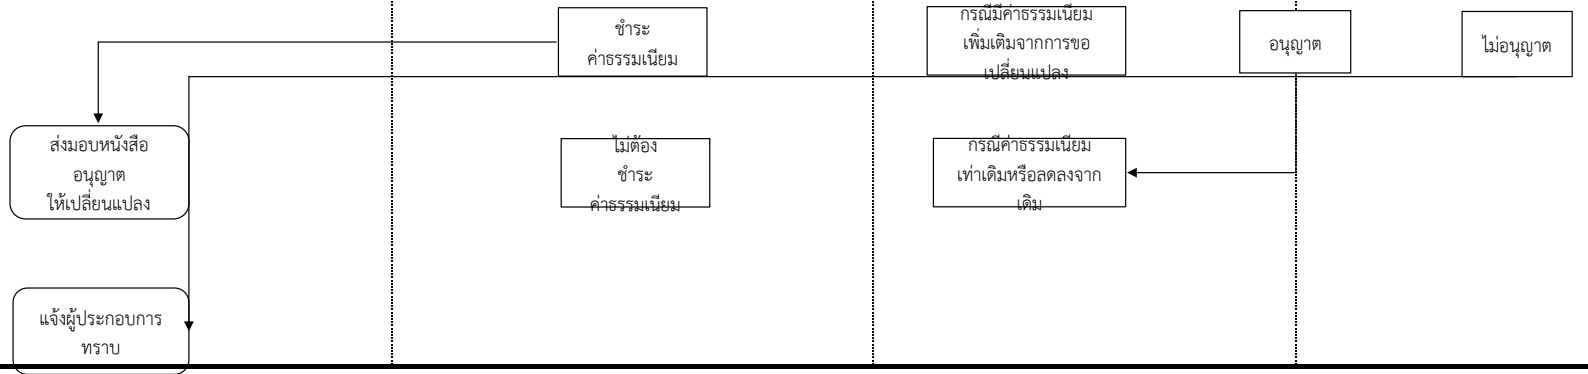 ชำระ
ค่าธรรมเนียม
กรณีมีค่าธรรมเนียม
เพิ่มเติมจากการขอ
เปลี่ยนแปลง
อนุญาต
ไม่อนุญาต
ส่งมอบหนังสือ
อนุญาต
ให้เปลี่ยนแปลง
ไม่ต้อง
ชำระ
ค่าธรรมเนียม
กรณีค่าธรรมเนียม
เท่าเดิมหรือลดลงจาก
เดิม
แจ้งผู้ประกอบการ
ทราบ